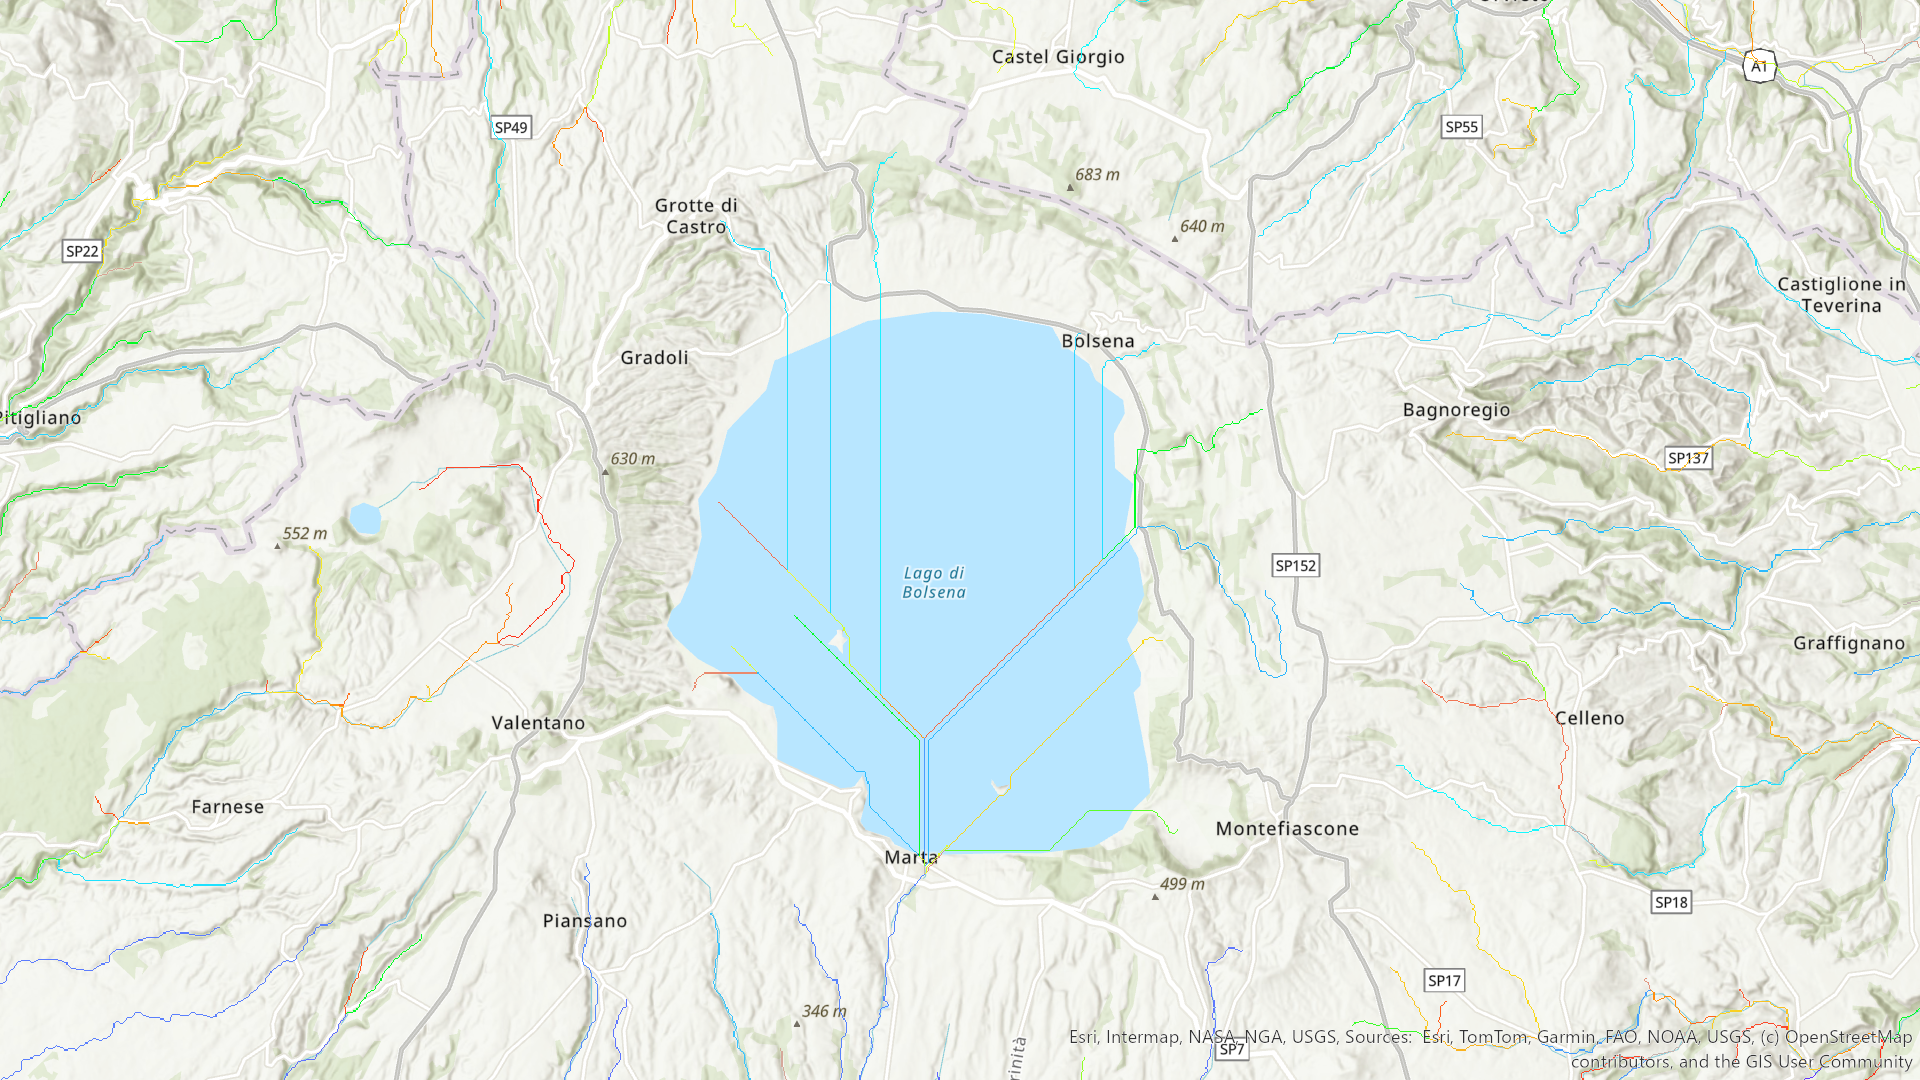 Castel Giorgio
A1
SP49
SP55
683 m
Grotte di
Castro
640 m
SP22
Castiglione in
Teverina
Bolsena
Gradoli
Bagnoregio
Pitigliano
630 m
SP137
552 m
SP152
Lago di
Bolsena
Graffignano
Celleno
Valentano
Farnese
Montefiascone
Marta
499 m
SP18
Piansano
SP17
346 m
Esri, Intermap, NASA, NGA, USGS, Sources: Esri, TomTom, Garmin, FAO, NOAA, USGS, (c) OpenStreetMap
contributors, and the GIS User Community
SP7